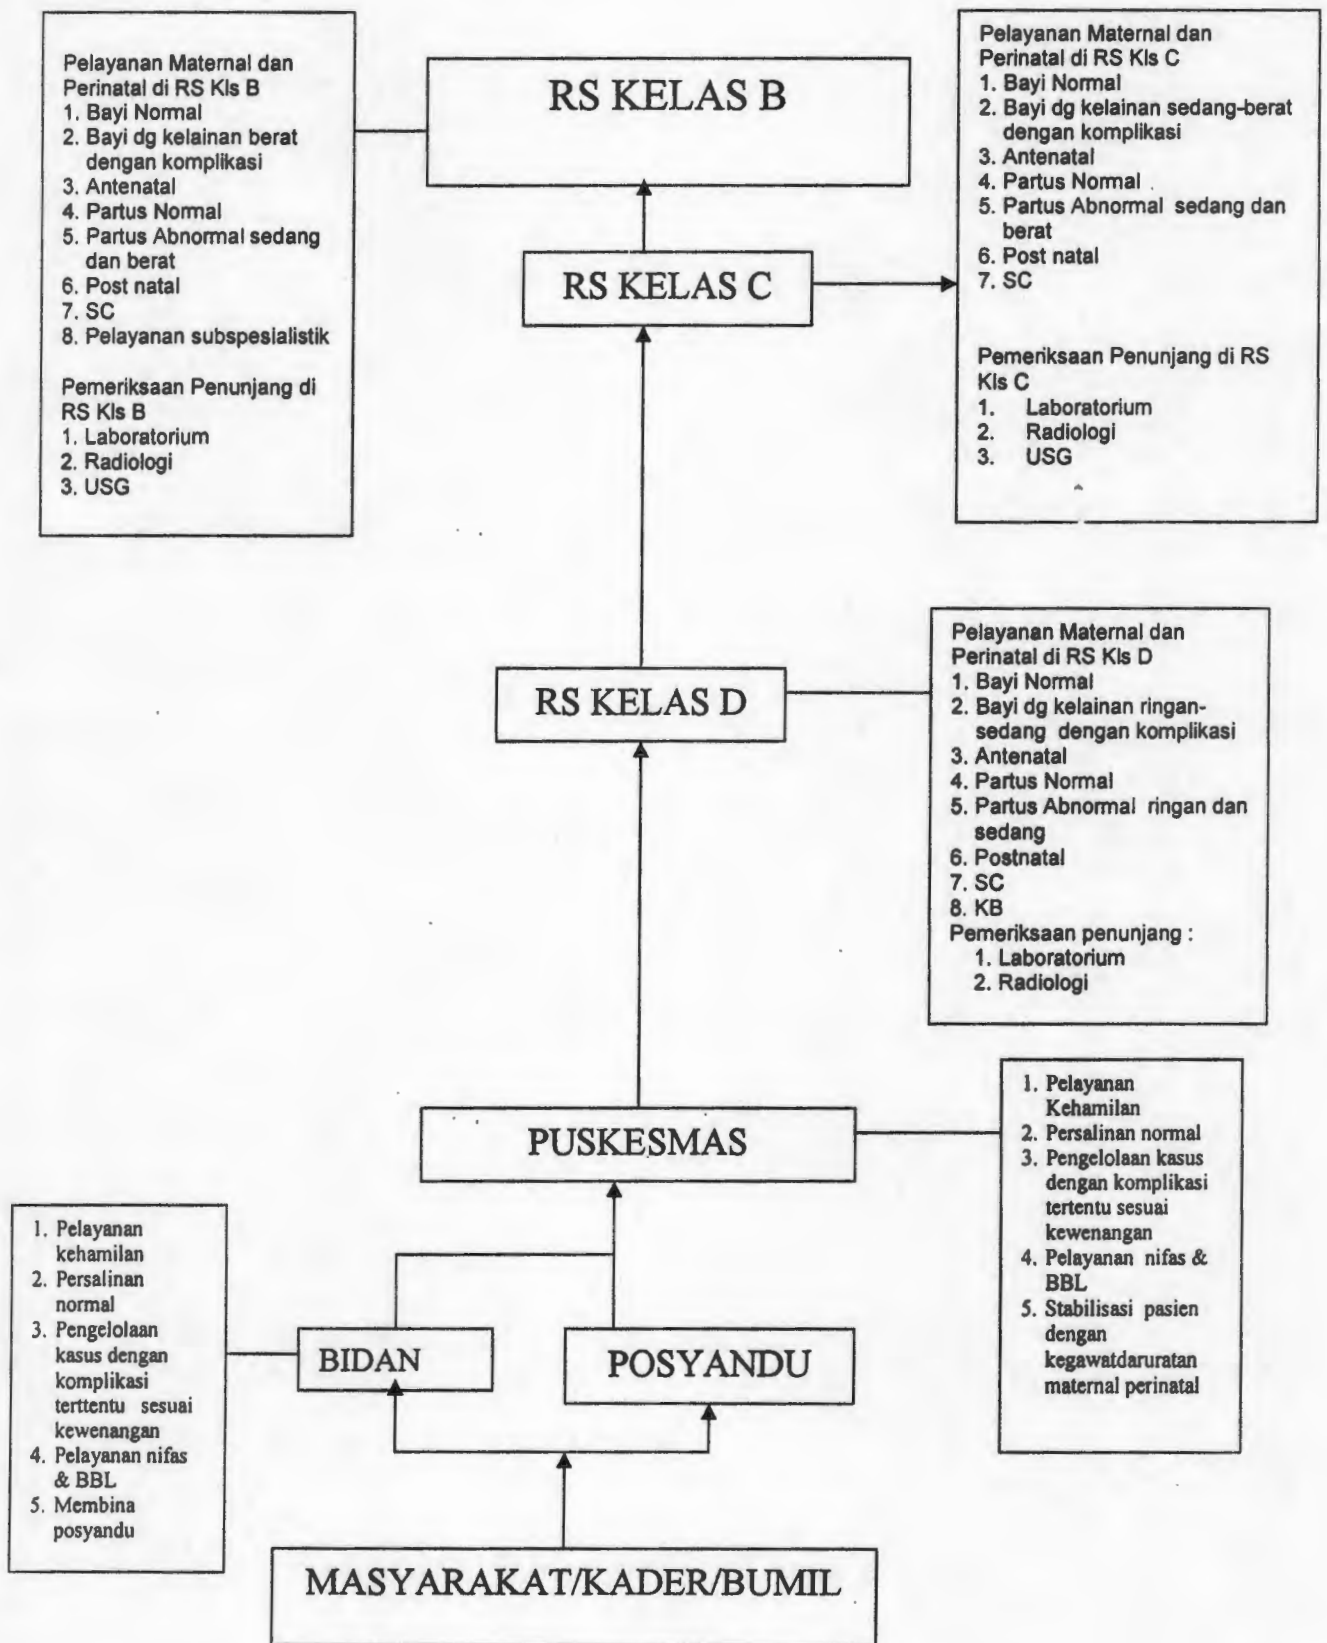 Pelayanan Maternal dan
Perinatal di RS Kls B
1. Bayi Normal
2. Bayi dg kelainan berat
dengan komplikasi
3. Antenatal
4. Partus Normal
5. Partus Abnormal sedang
dan berat
6. Post natal
7. SC
8. Pelayanan subspesialistik
Pemeriksaan Penunjang di
RS Kls B
1. Laboratorium
2. Radiologi
3. USG
RS KELAS B
Pelayanan Maternal dan
Perinatal di RS Kls C
1. Bayi Normal
2. Bayi dg kelainan sedang-berat
dengan komplikasi
3. Antenatal
4. Partus Normal
5. Partus Abnormal sedang dan
berat
6. Post natal
7. SC
Pemeriksaan Penunjang di RS
Kls C
1. Laboratorium
2. Radiologi
3. USG
RS KELAS C
RS KELAS D
Pelayanan Maternal dan
Perinatal di RS Kls D
1. Bayi Normal
2. Bayi dg kelainan ringan-
sedang dengan komplikasi
3. Antenatal
4. Partus Normal
5. Partus Abnormal ringan dan
sedang
6. Postnatal
7. SC
8. KB
Pemeriksaan penunjang :
1. Laboratorium
2. Radiologi
PUSKESMAS
1. Pelayanan
Kehamilan
2. Persalinan normal
3. Pengelolaan kasus
dengan komplikasi
tertentu sesuai
kewenangan
4. Pelayanan nifas &
BBL
5. Stabilisasi pasien
dengan
kegawatdaruratan
maternal perinatal
1. Pelayanan
kehamilan
2. Persalinan
normal
3. Pengelolaan
kasus dengan
komplikasi
terttentu sesuai
kewenangan
4. Pelayanan nifas
& BBL
5. Membina
posyandu
BIDAN
POSYANDU
MASYARAKAT/KADER/BUMIL